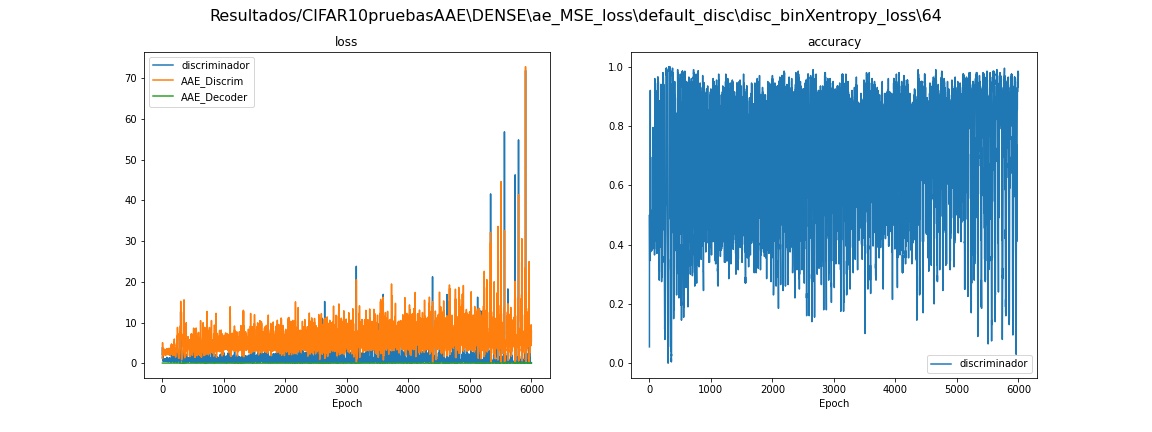 Resultados/CIFAR10pruebasAAE\DENSE\ae_MSE_loss\default_disc\disc_binXentropy_loss\64
loss
discriminador
AAE_Discrim
AAE_Decoder
70
60
50
40
30
20
10
0
0 1000 2000 3000 4000 5000 6000
Epoch
accuracy
1.0
0.8
0.6
0.4
0.2
0.0
discriminador
0 1000 2000 3000 4000 5000 6000
Epoch